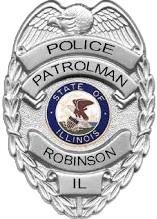 POLICE
PATROLMAN
STATE OF
ILLINOIS
ROBINSON
IL